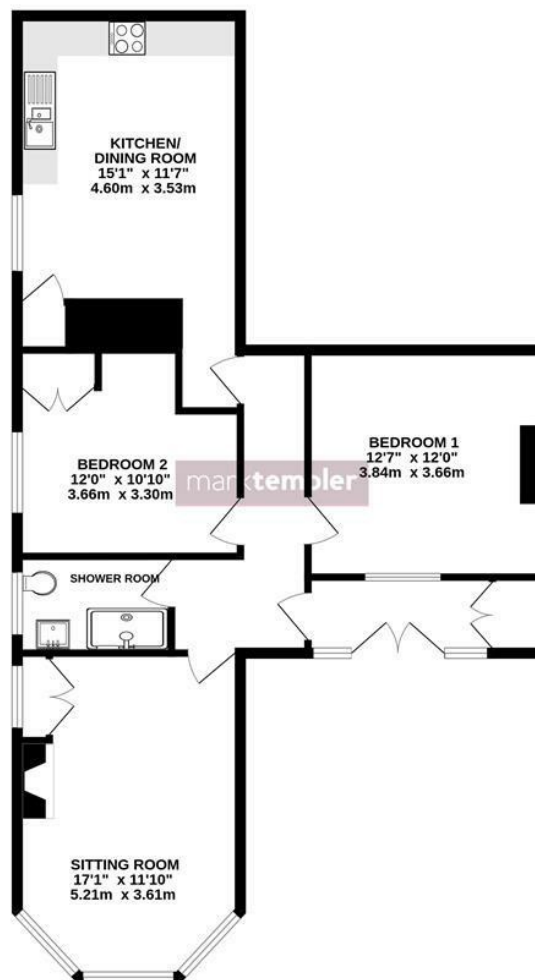 KITCHEN/
DINING ROOM
15'1" x 11'7"
4.60m x 3.53m
BEDROOM 1
12'7" x 12'0"
3.84m x 3.66m
BEDROOM 2
12'0" x 10'10"
3.66m x 3.30m
marktempler
SHOWER ROOM
SITTING ROOM
17'1" x 11'10"
5.21m x 3.61m